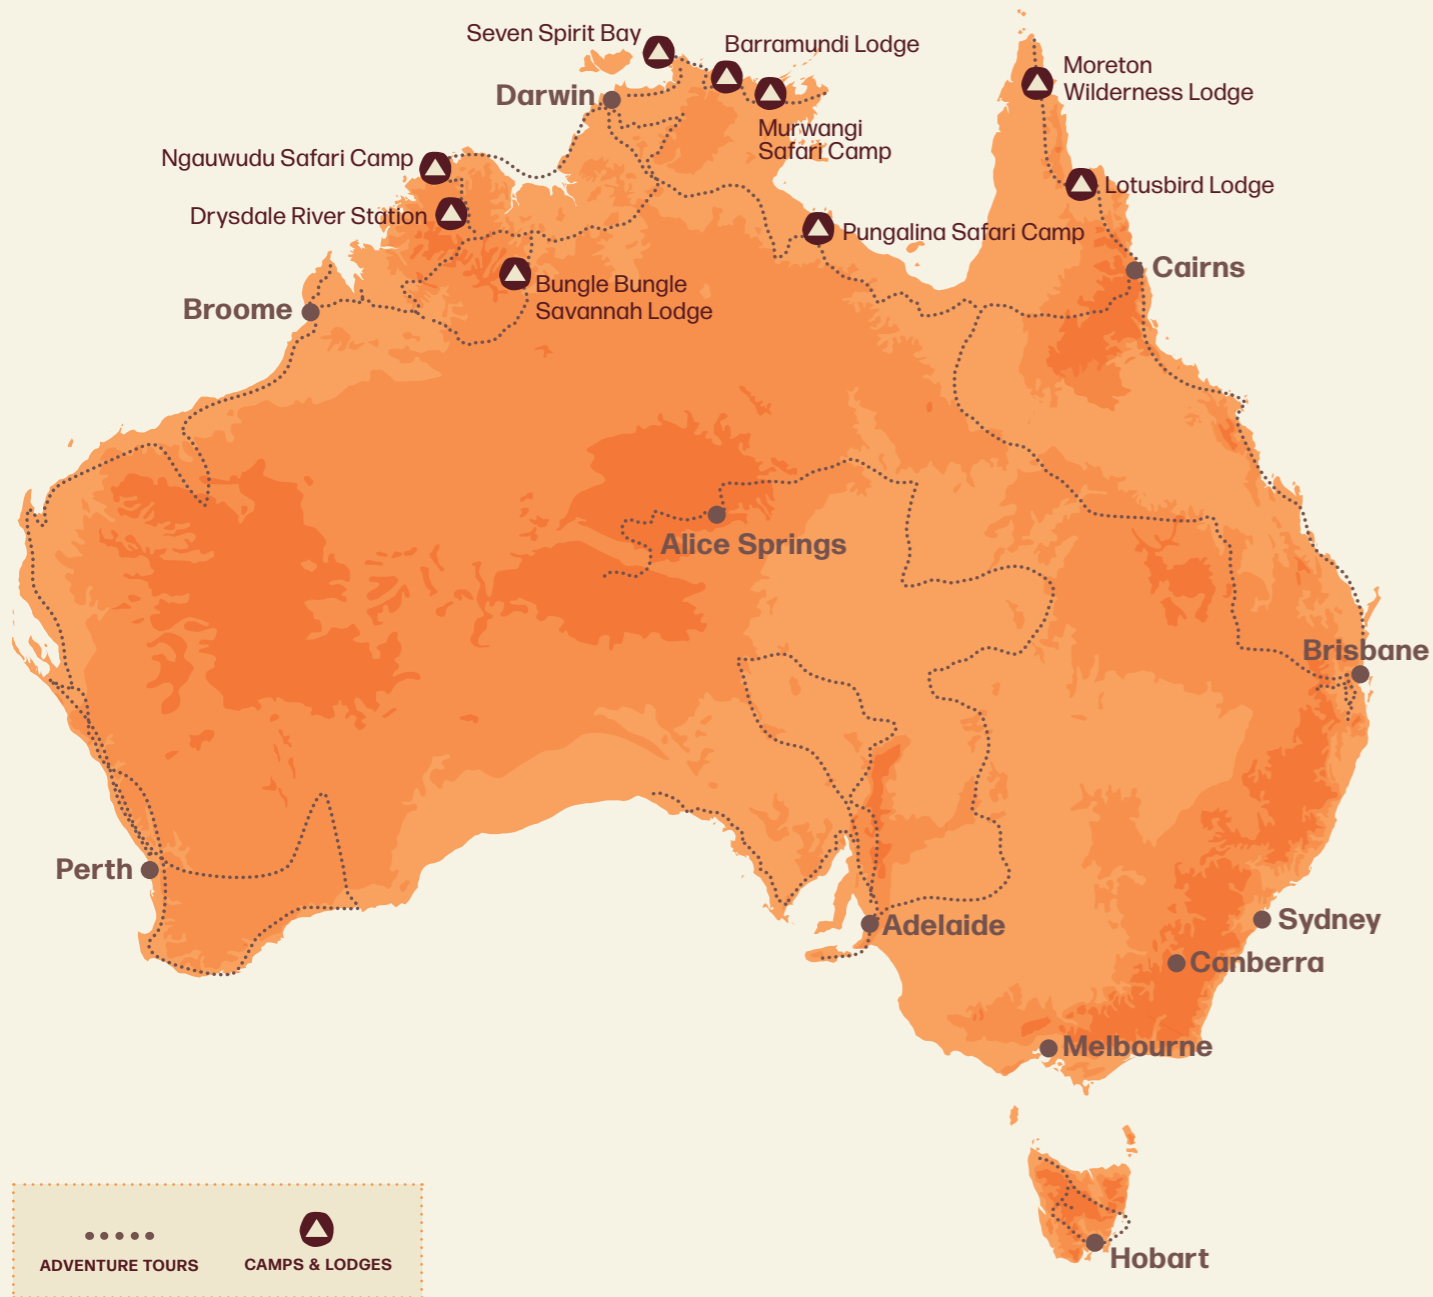 Seven Spirit Bay
Barramundi Lodge
Moreton
Wilderness Lodge
Darwin
Murwangi
Safari Camp
Ngauwudu Safari Camp
Lotusbird Lodge
Drysdale River Station
Pungalina Safari Camp
Cairns
Bungle Bungle
Savannah Lodge
Broome
Alice Springs
Brisbane
Perth
Adelaide
Sydney
Canberra
Melbourne
Hobart
ADVENTURE TOURS
CAMPS & LODGES